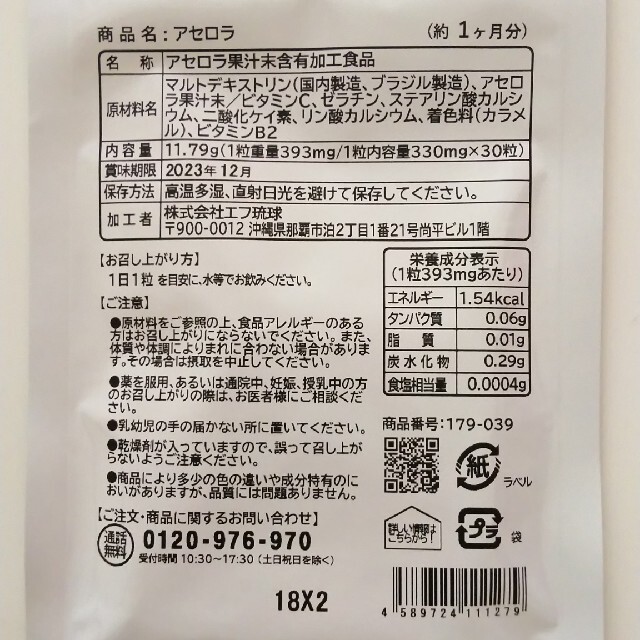 商品名:アセロラ (約1ヶ月分)
名 称 アセロラ果汁末含有加工食品
原材料名 マルトデキストリン(国内製造、ブラジル製造)、アセロ
ラ果汁末/ビタミンC、ゼラチン、ステアリン酸カルシ
ウム、二酸化ケイ素、リン酸カルシウム、着色料(カラメ
ル)、ビタミンB2
内容量 11.79g(1粒重量393mg/1粒内容量330mg×30粒)
賞味期限 2023年12月
保存方法 高温多湿、直射日光を避けて保存してください。
加工者 株式会社エフ琉球
〒900-0012 沖縄県那覇市泊2丁目1番21号尚平ビル1階
【お召し上がり方】
1日1粒を目安に、水等でお飲みください。
【ご注意】
●原材料をご参照の上、食品アレルギーのある
方はお召し上がりにならないでください。また、
体質や体調によりまれに合わない場合がありま
す。その場合は摂取を中止してください。
●薬を服用、あるいは通院中、妊娠、授乳中の方
のお召し上がりの際は、お医者様にご相談くだ
さい。
●乳幼児の手の届かない所に置いてください。
●乾燥剤が入っていますので、誤って召し上が
らないようご注意ください。
●商品により多少の色の違いや成分特有のに
おいがありますが、品質には問題ありません。
【ご注文・商品に関するお問い合わせ】
通話
無料
0120-976-970
受付時間 10:30~17:30(土日祝日を除く)
18X2
栄養成分表示
(1粒393mgあたり)
エネルギー 1.54kcal
タンパク質 0.06g
脂 質 0.01g
炭水化物 0.29g
食塩相当量 0.0004g
商品番号:179-039
紙
ラベル
詳しい情報は
こちらから!
プラ
袋
4 589724 111279